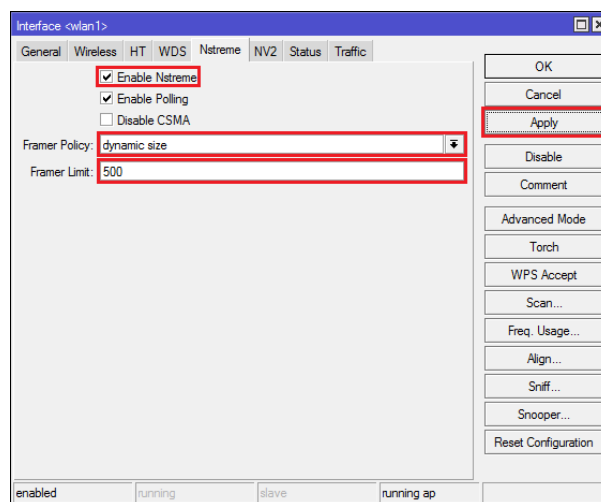 Interface <wlan1>
General Wireless HT WDS Nstreme NV2 Status Traffic
Enable Nstreme
Enable Polling
Disable CSMA
Framer Policy: dynamic size
Framer Limit: 500
OK
Cancel
Apply
Disable
Comment
Advanced Mode
Torch
WPS Accept
Scan...
Freq. Usage...
Align...
Sniff...
Snooper...
Reset Configuration
enabled running slave running ap